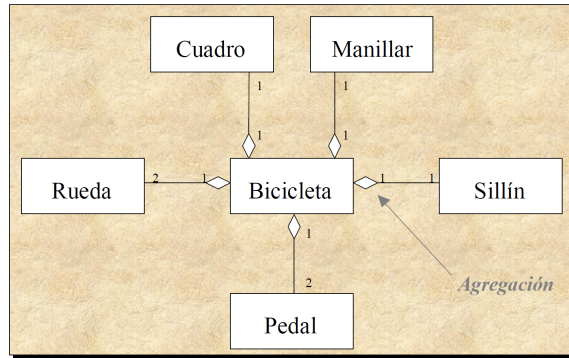 Cuadro
Manillar
1
1
1
1
Rueda
2
1
Bicicleta
1
1
Sillín
1
2
Agregación
Pedal